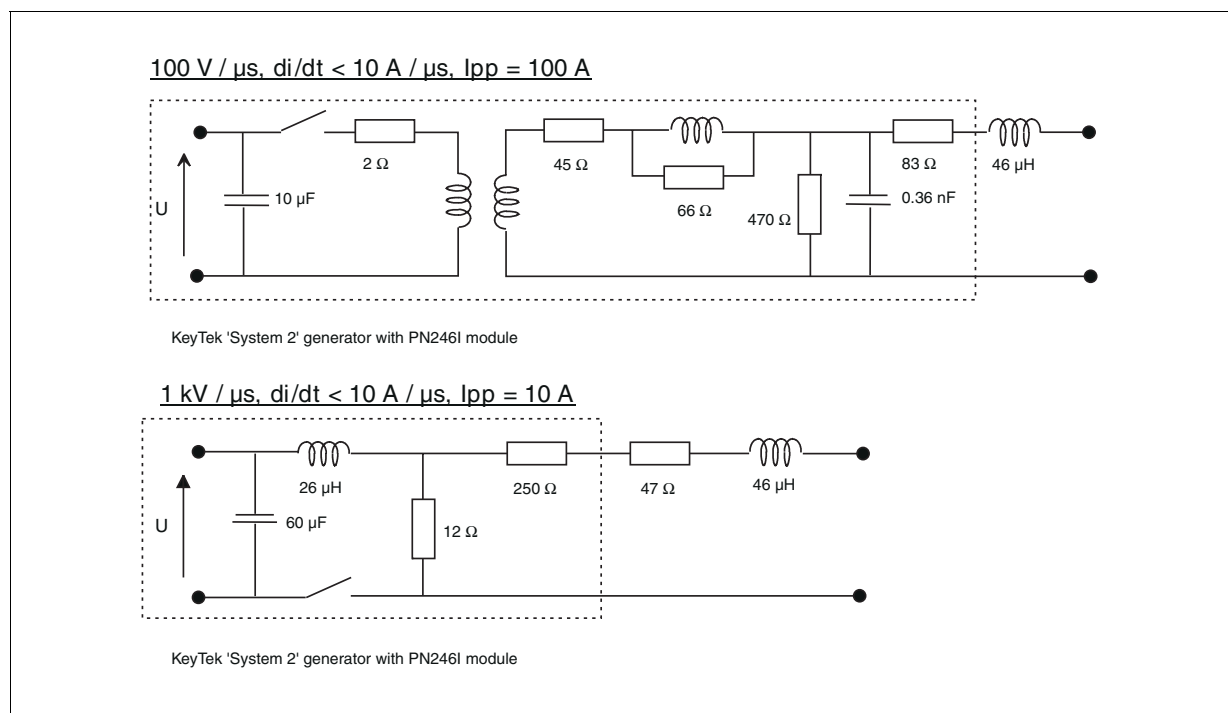 100 V / µs, di/dt < 10 A / µs, Ipp = 100 A
45 Ω
83 Ω
46 µH
2 Ω
U
10 µF
66 Ω
470 Ω
0.36 nF
KeyTek 'System 2' generator with PN246I module
1 kV / µs, di/dt < 10 A / µs, Ipp = 10 A
26 µH
250 Ω
47 Ω
46 µH
U
60 µF
12 Ω
KeyTek 'System 2' generator with PN246I module